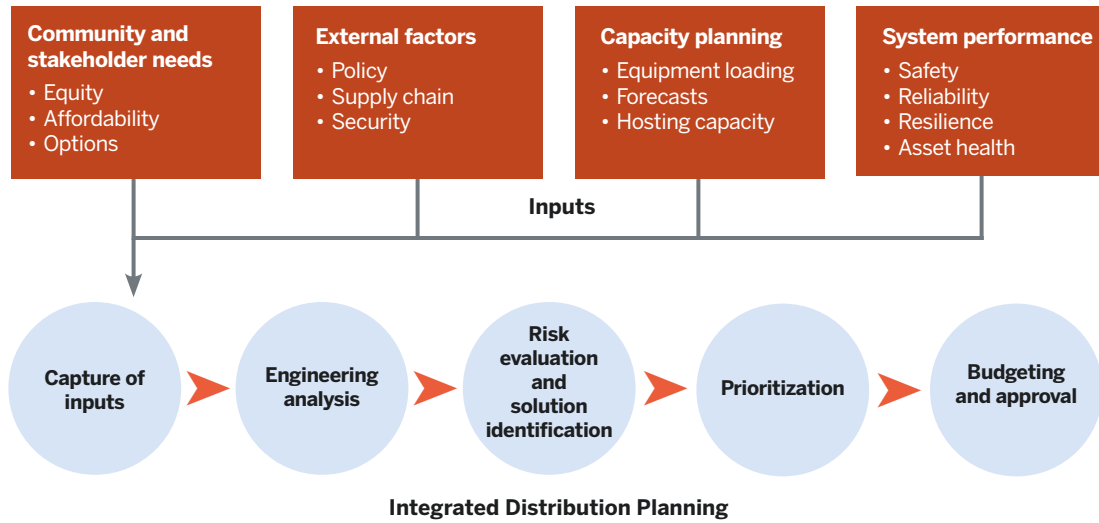 Community and
stakeholder needs
• Equity
• Affordability
• Options
External factors
• Policy
• Supply chain
• Security
Capacity planning
• Equipment loading
• Forecasts
• Hosting capacity
System performance
• Safety
• Reliability
• Resilience
• Asset health
Inputs
Capture of
inputs
Engineering
analysis
Risk
evaluation
and
solution
identification
Prioritization
Budgeting
and approval
Integrated Distribution Planning